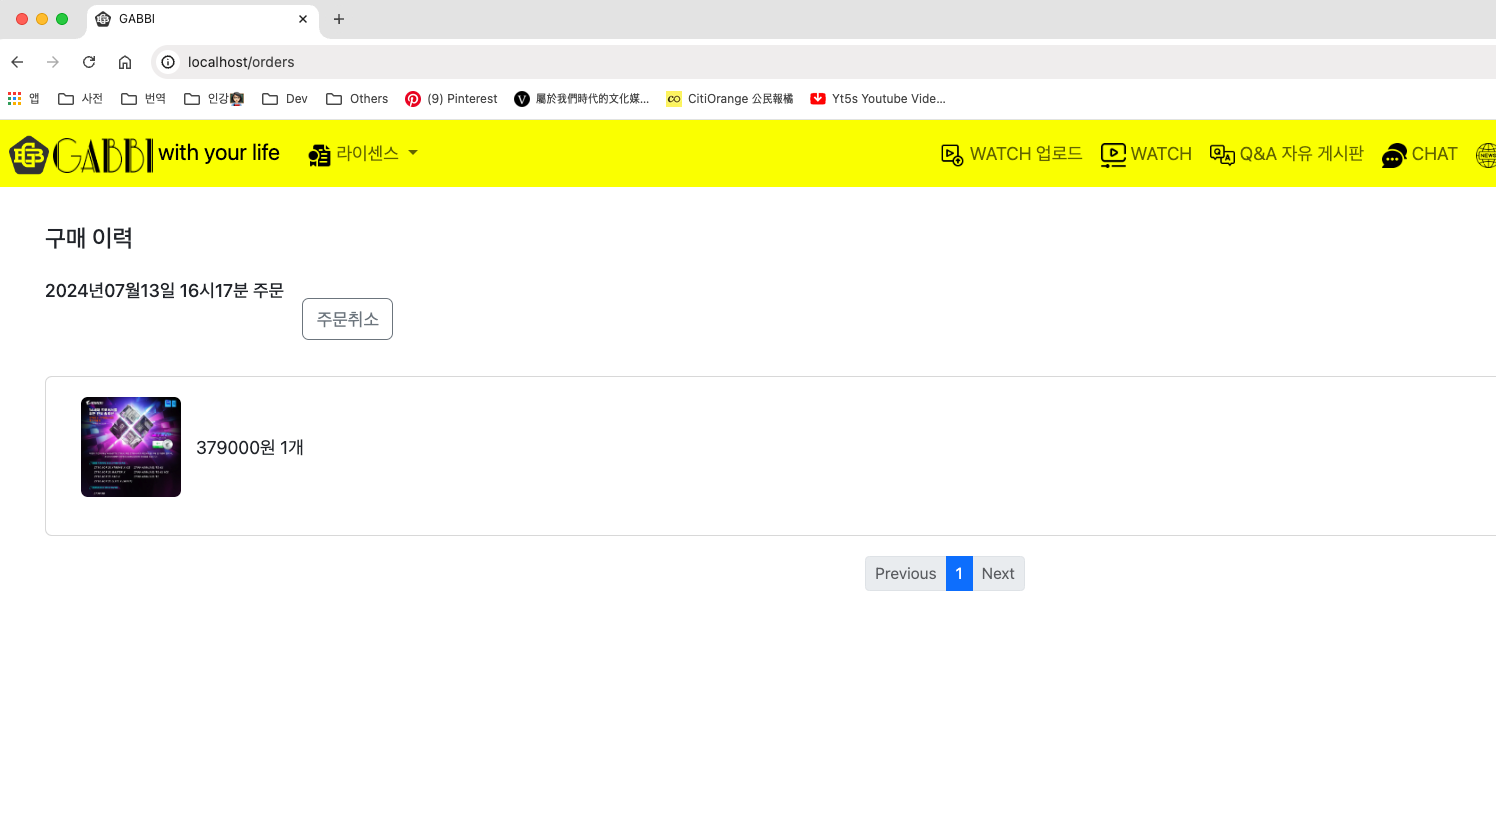 GABBI
localhost/orders
앱 사전 번역 인강 Dev Others (9) Pinterest 屬於我們時代的文化媒... CitiOrange 公民報橘 Yt5s Youtube Vide...
GABBI with your life 라이센스 WATCH 업로드 WATCH Q&A 자유 게시판 CHAT
구매 이력
2024년07월13일 16시17분 주문
주문취소
379000원 1개
Previous 1 Next